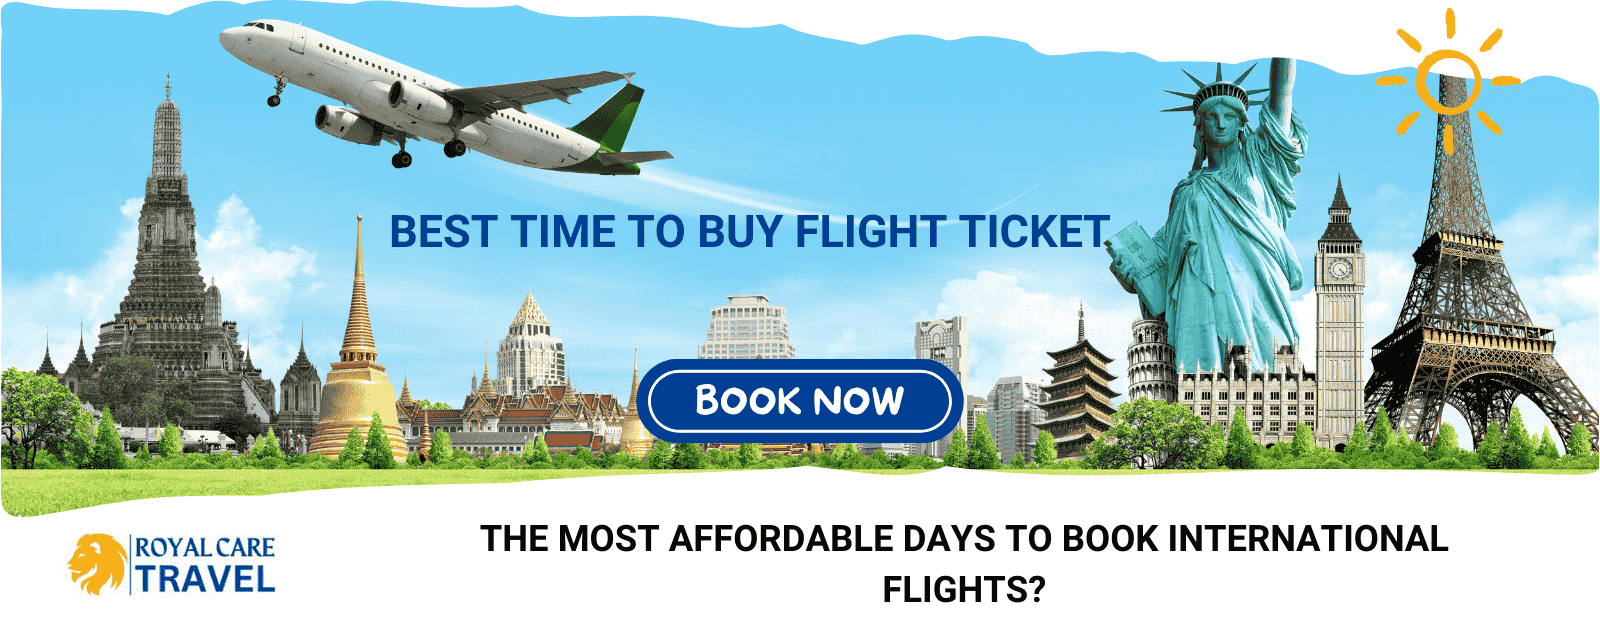 BEST TIME TO BUY FLIGHT TICKET
BOOK NOW
ROYAL CARE
TRAVEL
THE MOST AFFORDABLE DAYS TO BOOK INTERNATIONAL
FLIGHTS?